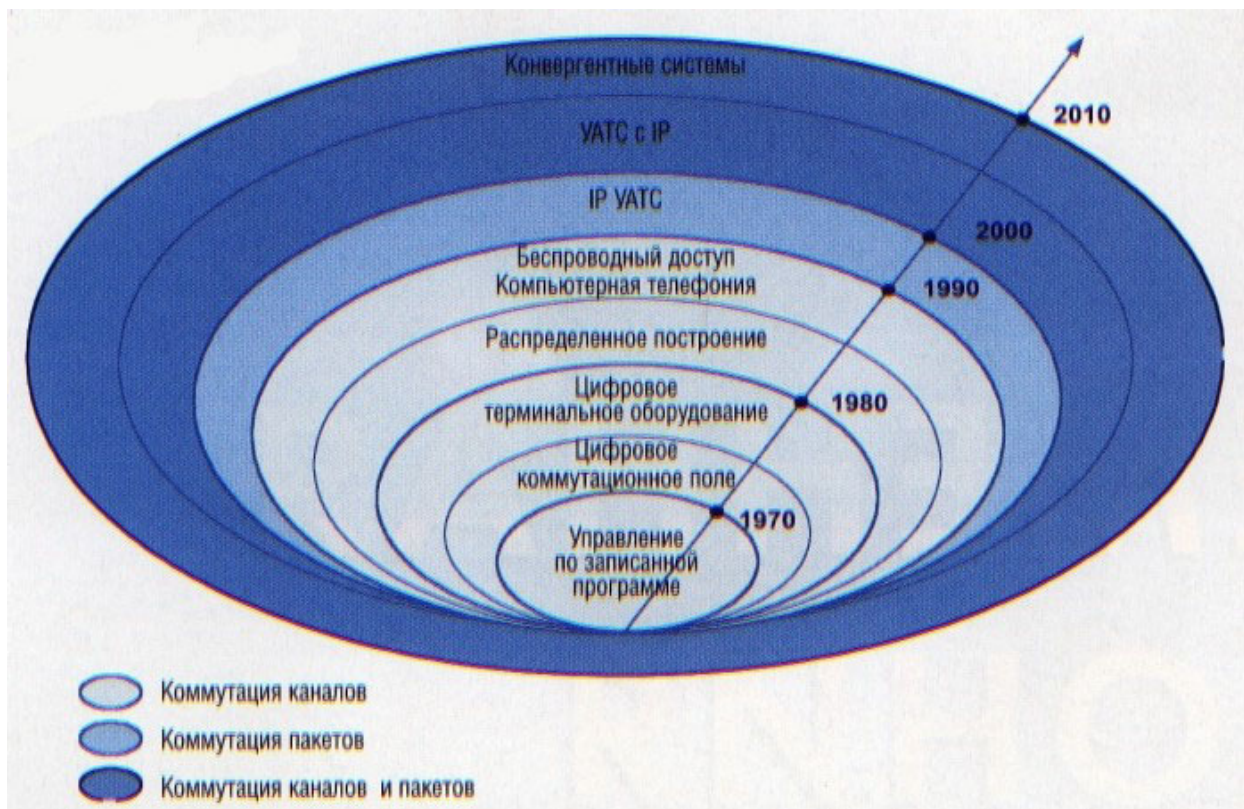 Конвергентные системы
2010
УАТС с IP
IP УАТС
2000
Беспроводный доступ
Компьютерная телефония
1990
Распределенное построение
Цифровое
терминальное оборудование
1980
Цифровое
коммутационное поле
1970
Управление
по записанной
программе
Коммутация каналов
Коммутация пакетов
Коммутация каналов и пакетов